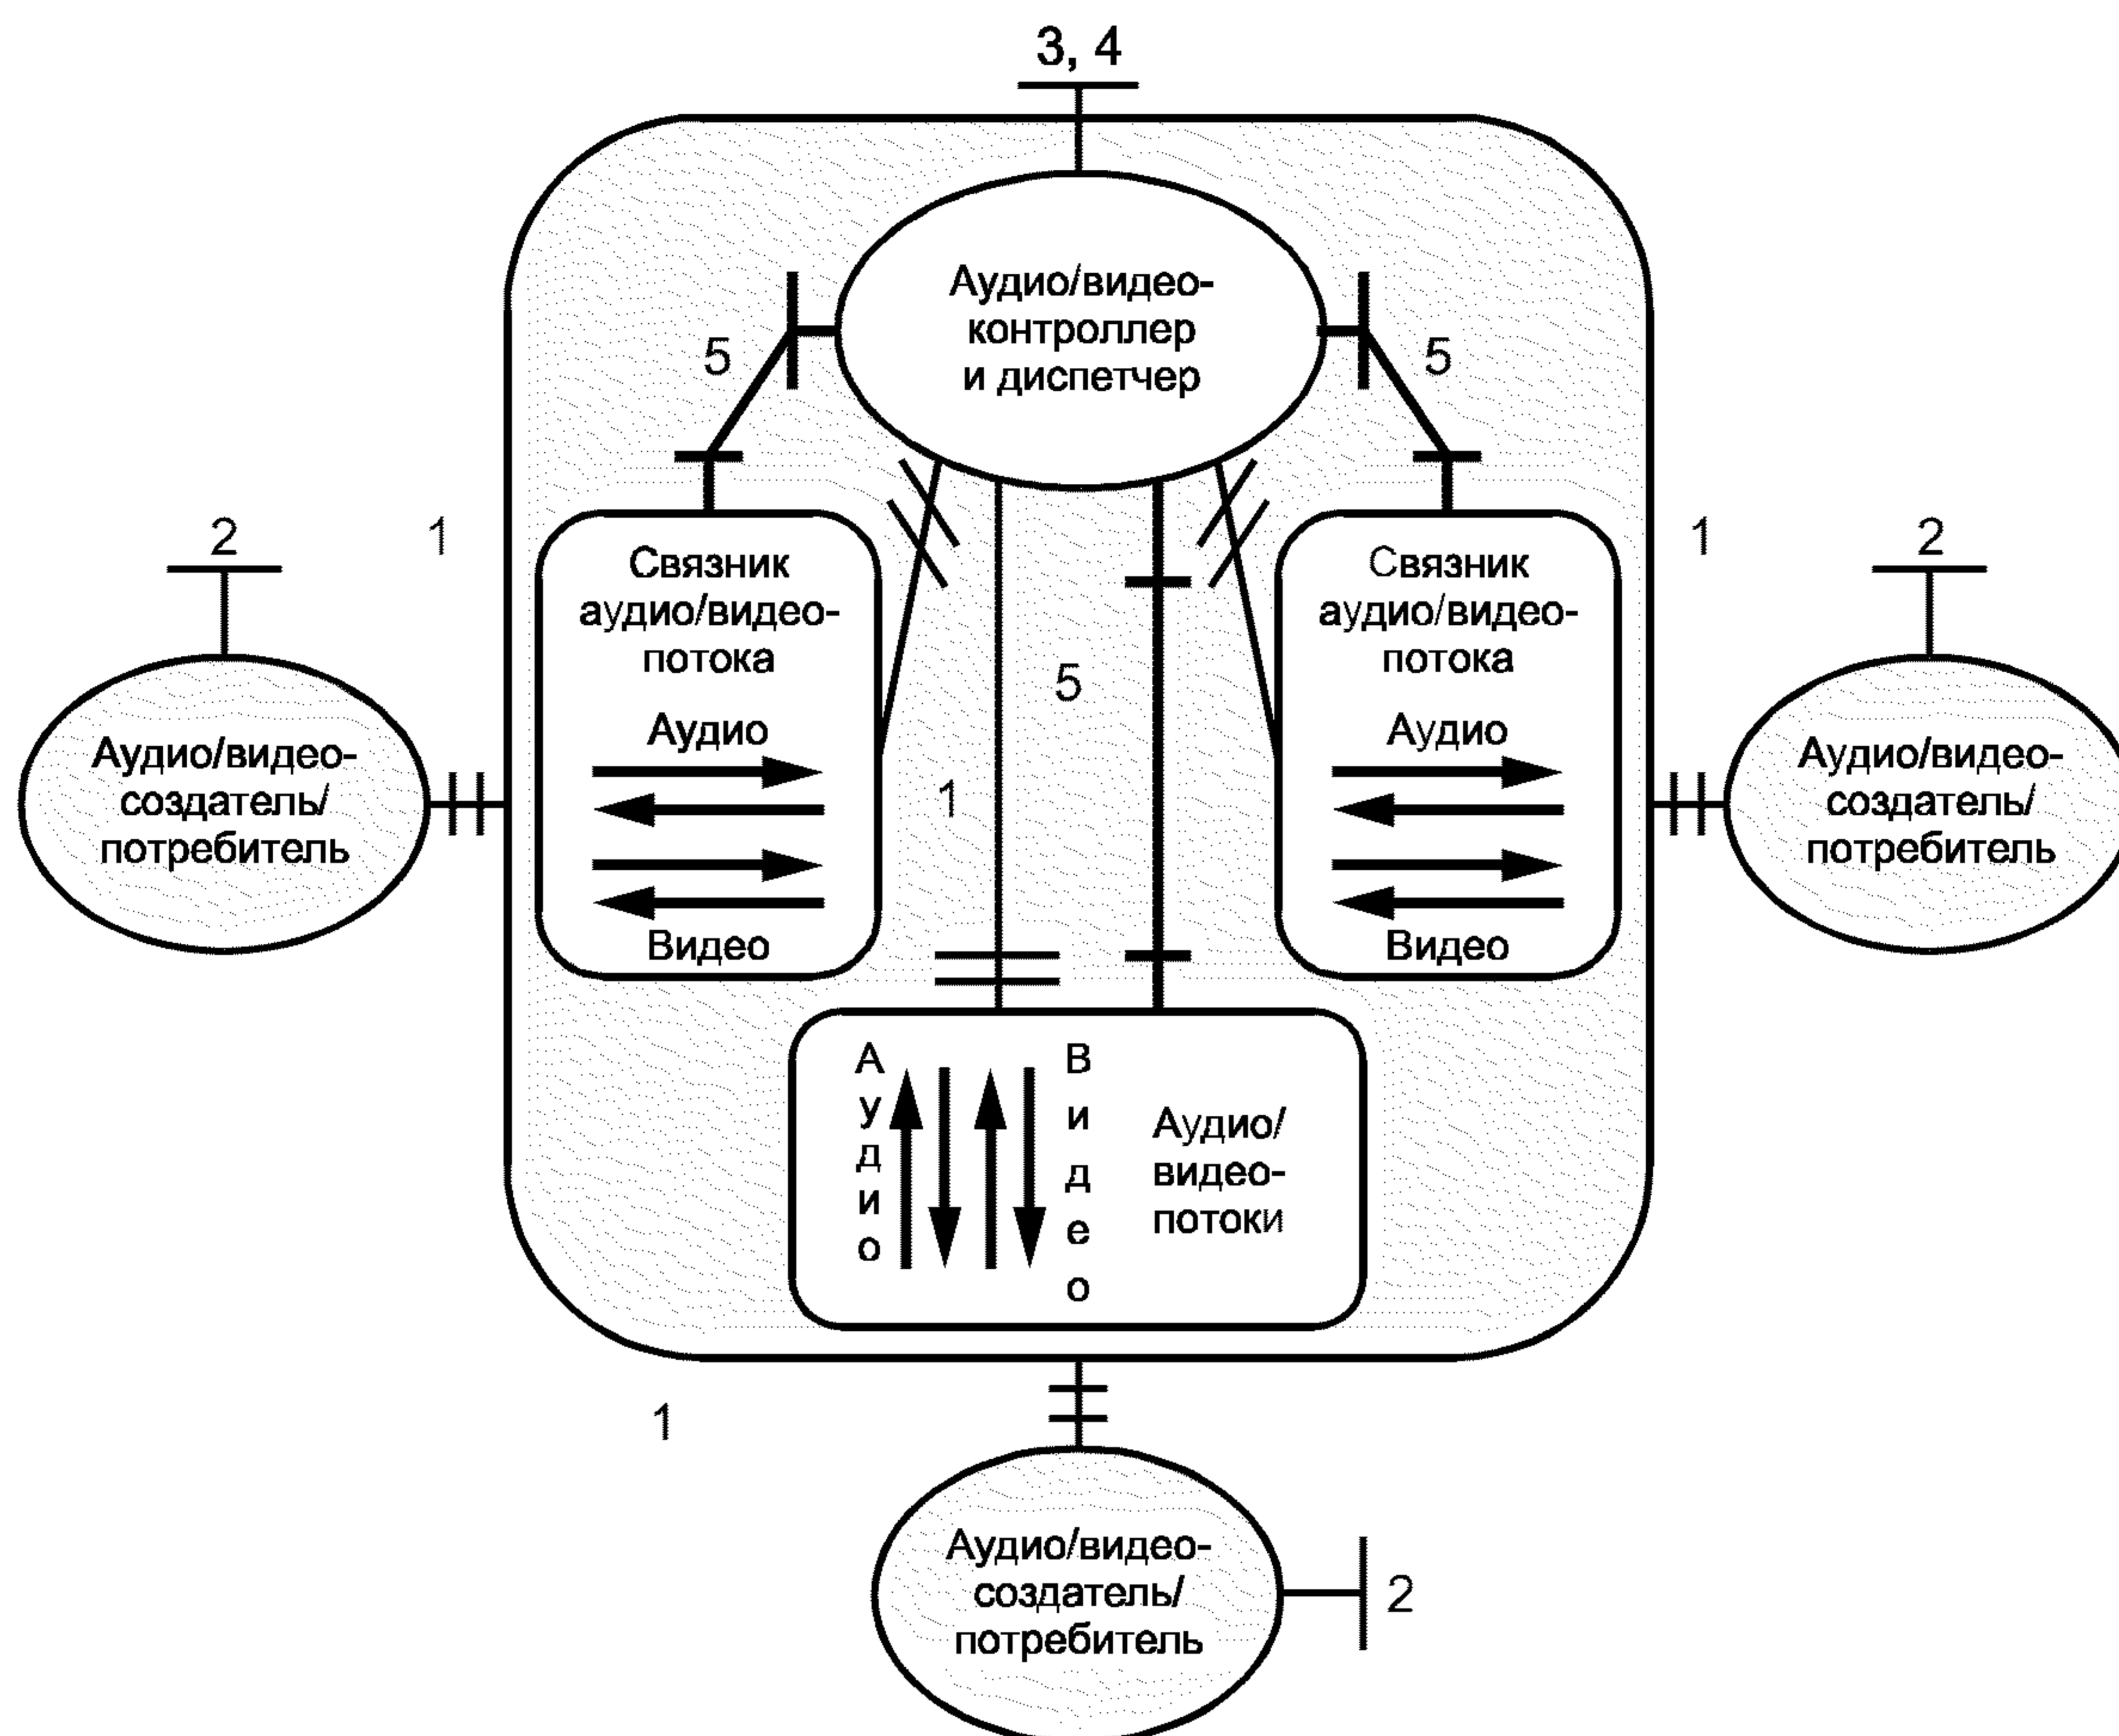 3, 4
Аудио/видео-
контроллер
и диспетчер
5
5
2
1
Связник
аудио/видео-
потока
Аудио
Видео
Аудио/видео-
создатель/
потребитель
1
5
Связник
аудио/видео-
потока
Аудио
Видео
1
2
Аудио/видео-
создатель/
потребитель
Аудио
Видео
Аудио/
видео-
потоки
1
Аудио/видео-
создатель/
потребитель
2